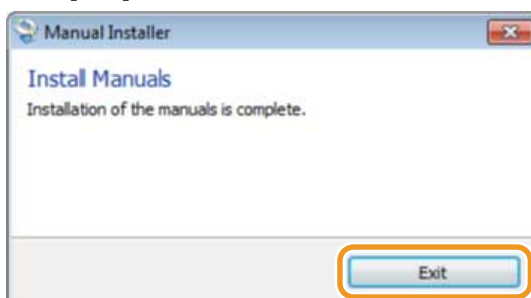 Manual Installer
Install Manuals
Installation of the manuals is complete.
Exit